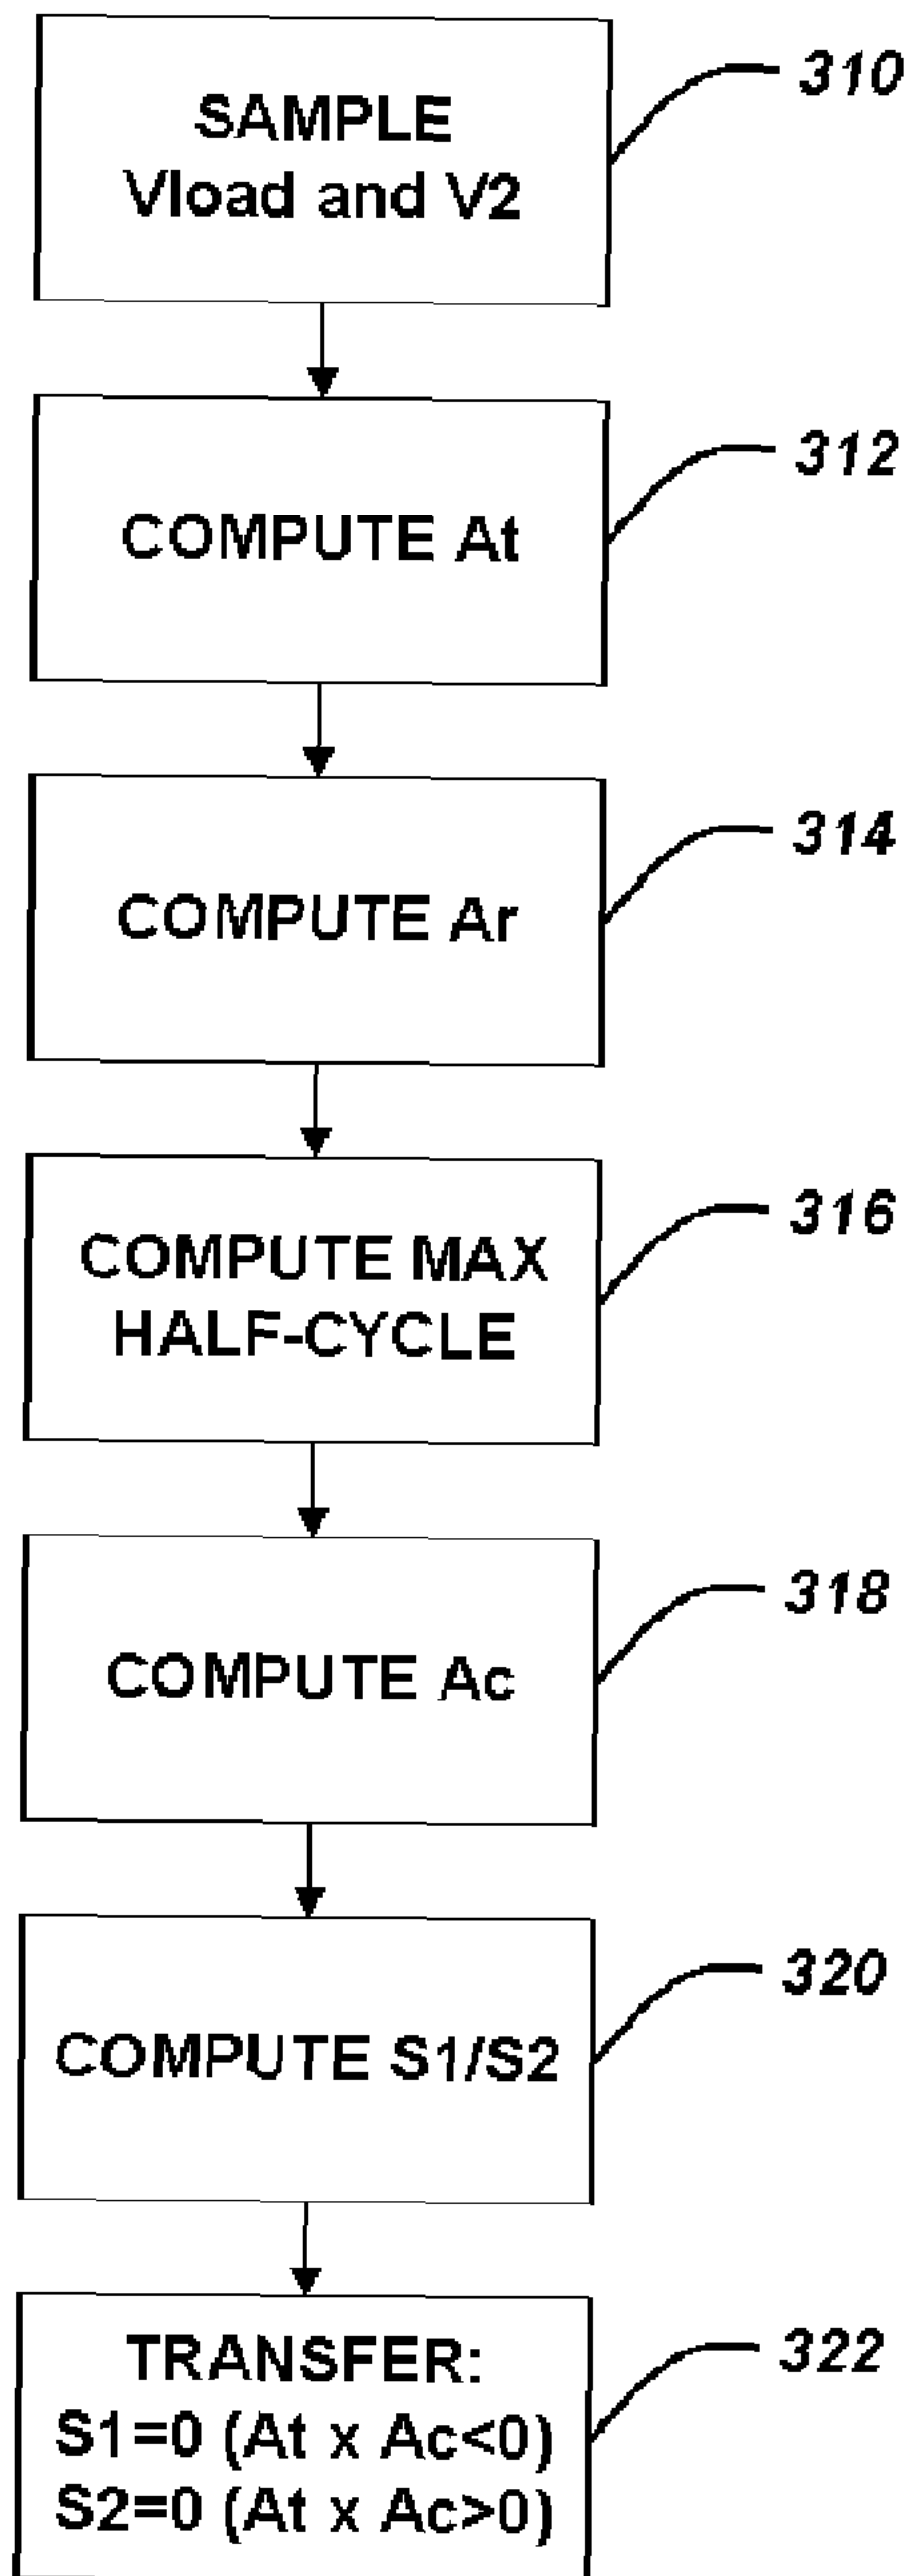 SAMPLE
Vload and V2
310
COMPUTE At
312
COMPUTE Ar
314
COMPUTE MAX
HALF-CYCLE
316
COMPUTE Ac
318
COMPUTE S1/S2
320
TRANSFER:
S1=0 (At x Ac<0)
S2=0 (At x Ac>0)
322